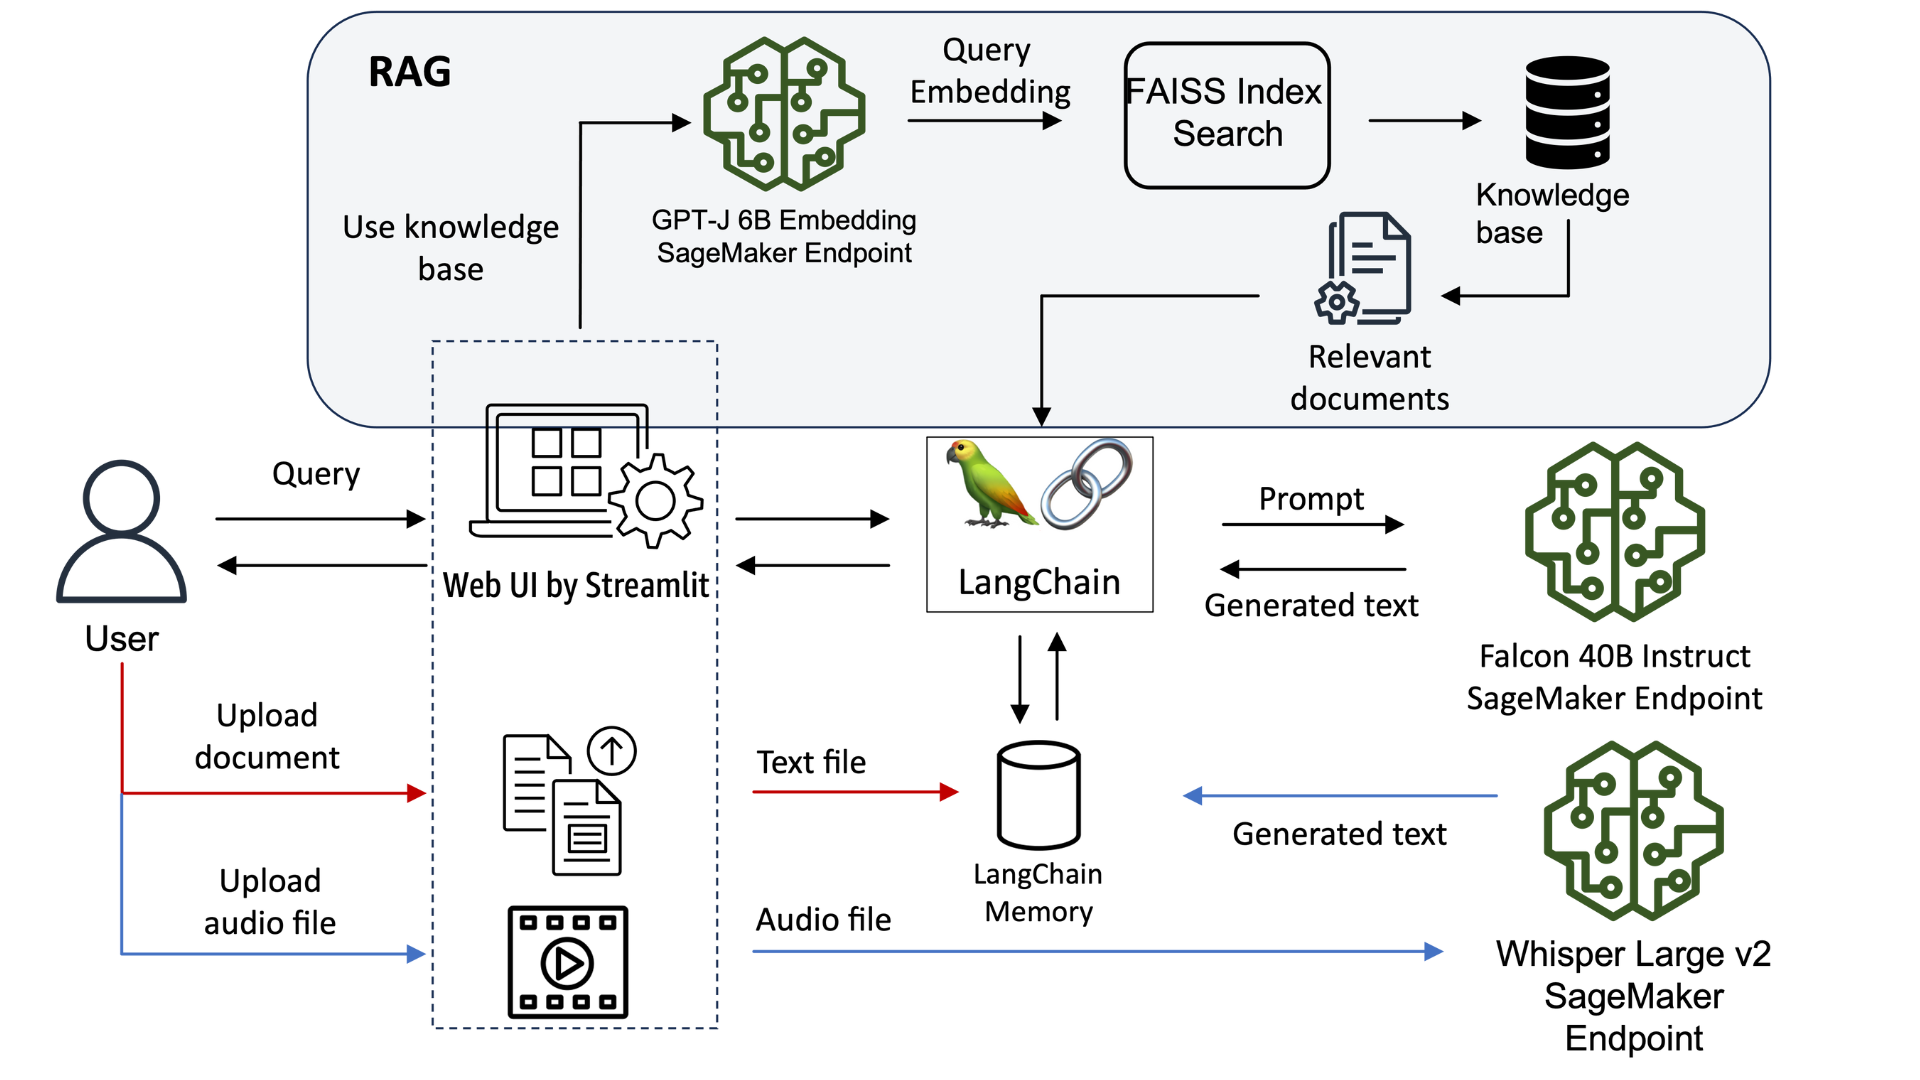 RAG
Query
Embedding
FAISS Index
Search
Knowledge
base
GPT-J 6B Embedding
SageMaker Endpoint
Use knowledge
base
Relevant
documents
Query
Web UI by Streamlit
LangChain
Prompt
Generated text
Falcon 40B Instruct
SageMaker Endpoint
User
Upload
document
Text file
LangChain
Memory
Generated text
Upload
audio file
Audio file
Whisper Large v2
SageMaker
Endpoint